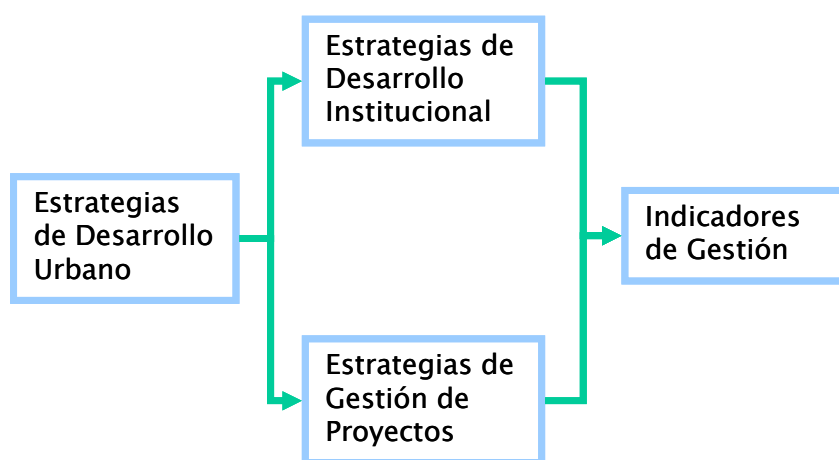 Estrategias de
Desarrollo
Institucional
Estrategias
de Desarrollo
Urbano
Indicadores
de Gestión
Estrategias de
Gestión de
Proyectos